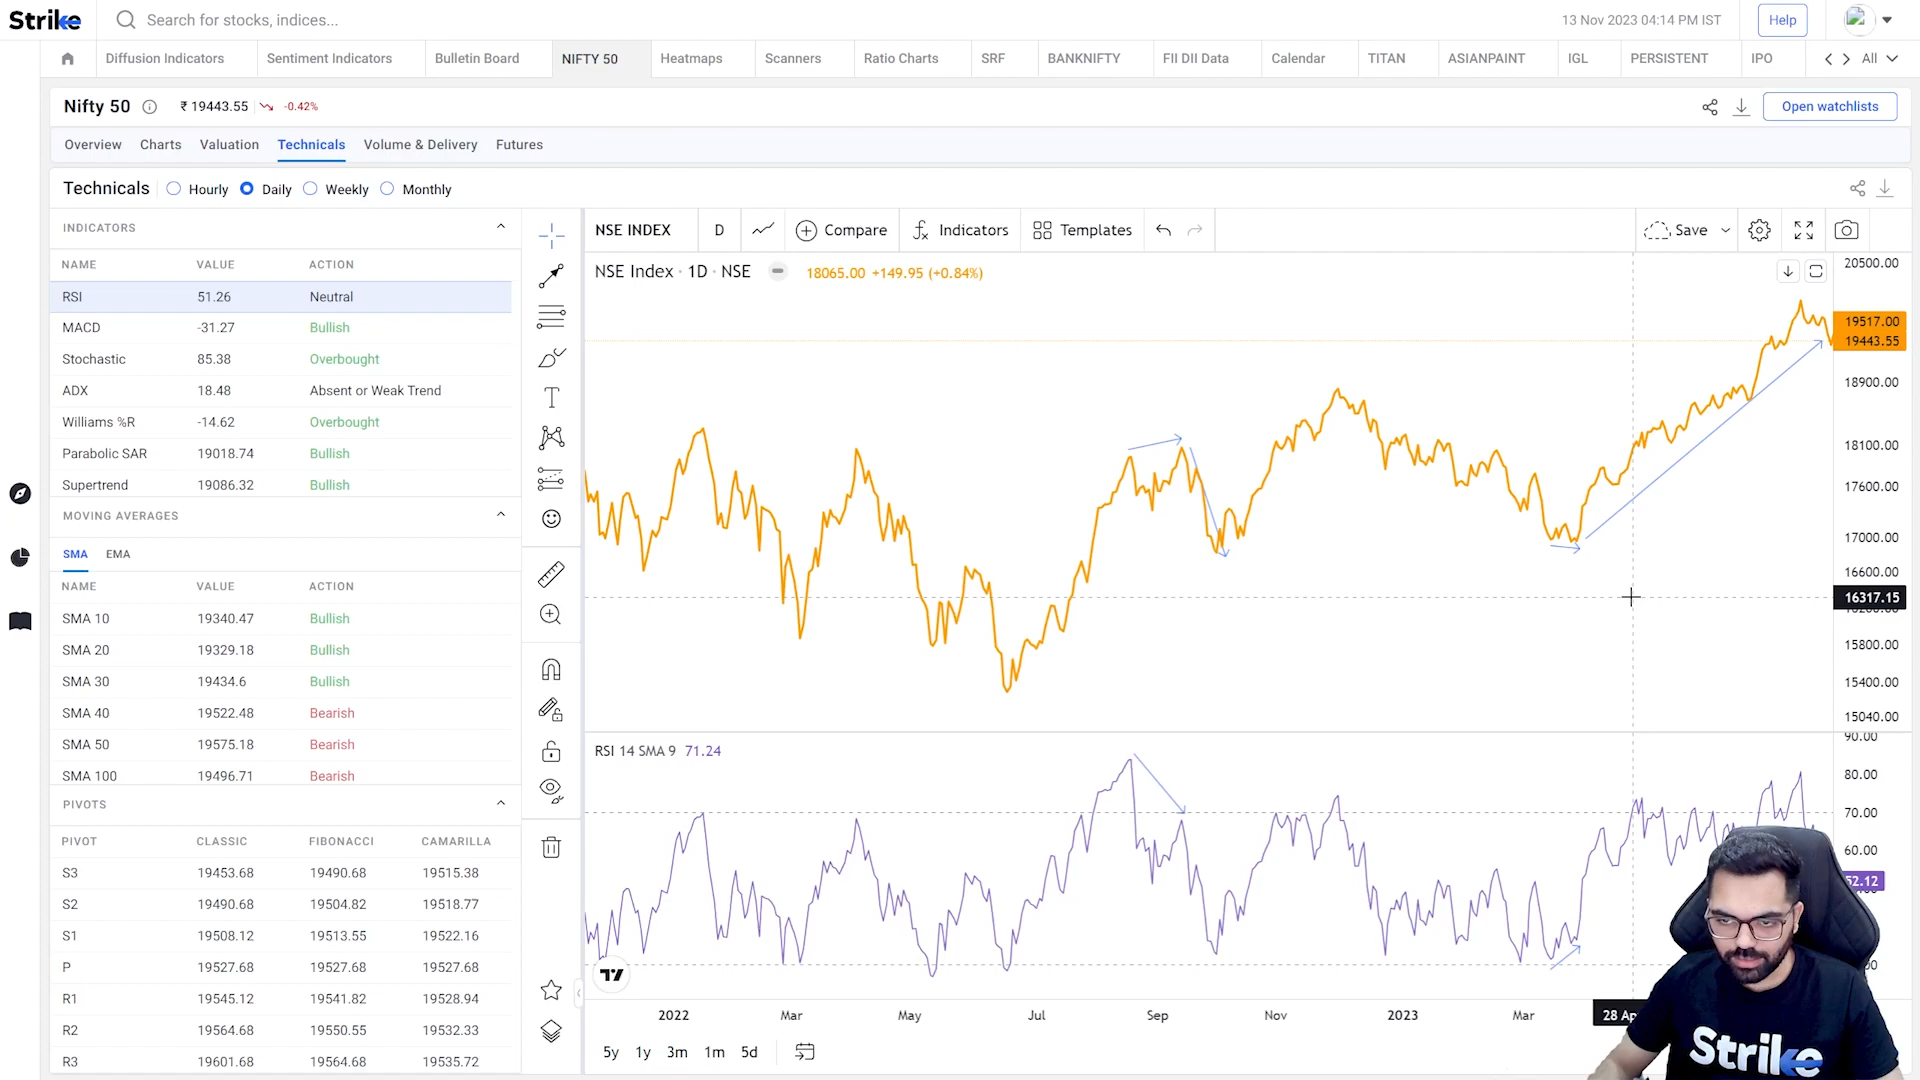 Strike
Search for stocks, indices...
13 Nov 2023 04:14 PM IST
Help
Diffusion Indicators
Sentiment Indicators
Bulletin Board
NIFTY 50
Heatmaps
Scanners
Ratio Charts
SRF
BANKNIFTY
FII DII Data
Calendar
TITAN
ASIANPAINT
IGL
PERSISTENT
IPO
All
Nifty 50
₹ 19443.55
-0.42%
Open watchlists
Overview
Charts
Valuation
Technicals
Volume & Delivery
Futures
Technicals
Hourly
Daily
Weekly
Monthly
INDICATORS
NAME VALUE ACTION
RSI 51.26 Neutral
MACD -31.27 Bullish
Stochastic 85.38 Overbought
ADX 18.48 Absent or Weak Trend
Williams %R -14.62 Overbought
Parabolic SAR 19018.74 Bullish
Supertrend 19086.32 Bullish
MOVING AVERAGES
SMA EMA
NAME VALUE ACTION
SMA 10 19340.47 Bullish
SMA 20 19329.18 Bullish
SMA 30 19434.6 Bullish
SMA 40 19522.48 Bearish
SMA 50 19575.18 Bearish
SMA 100 19496.71 Bearish
PIVOTS
PIVOT CLASSIC FIBONACCI CAMARILLA
S3 19453.68 19490.68 19515.38
S2 19490.68 19504.82 19518.77
S1 19508.12 19513.55 19522.16
P 19527.68 19527.68 19527.68
R1 19545.12 19541.82 19528.94
R2 19564.68 19550.55 19532.33
R3 19601.68 19564.68 19535.72
NSE INDEX
D
Compare
Indicators
Templates
Save
NSE Index · 1D · NSE
18065.00 +149.95 (+0.84%)
20500.00
19517.00
19443.55
18900.00
18100.00
17600.00
17000.00
16600.00
16317.15
15800.00
15400.00
15040.00
RSI 14 SMA 9 71.24
90.00
80.00
70.00
60.00
52.12
2022
Mar
May
Jul
Sep
Nov
2023
Mar
28 Ap
5y 1y 3m 1m 5d
Strike